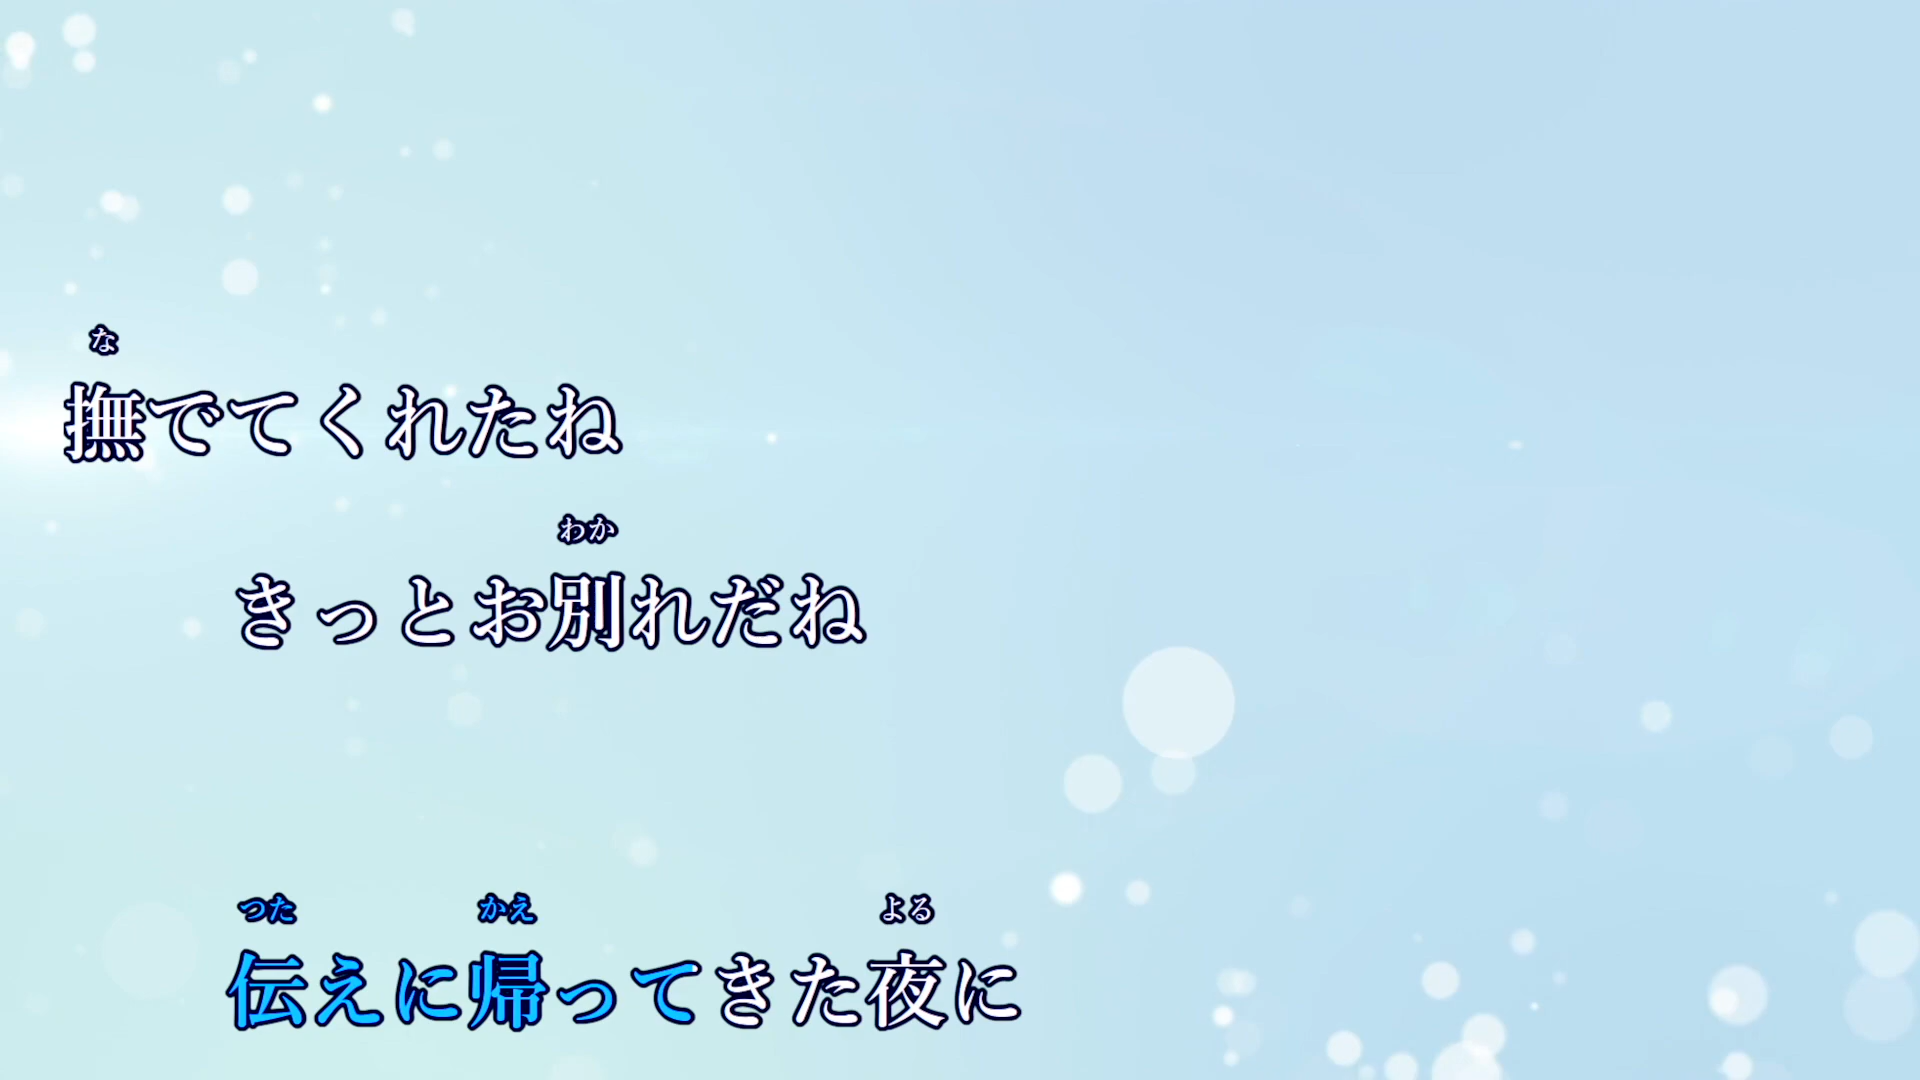 な
撫でてくれたね
わか
きっとお別れだね
つた かえ よる
伝えに帰ってきた夜に